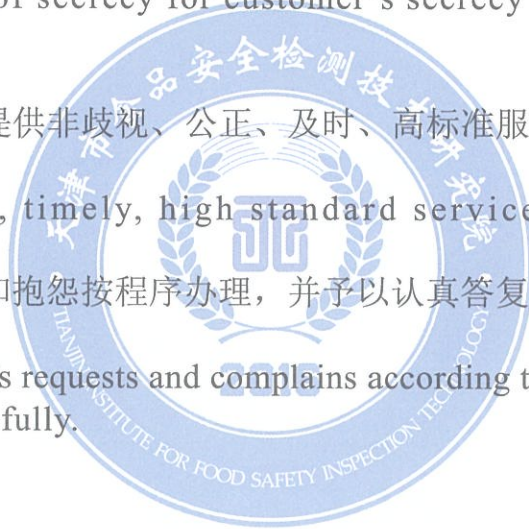 of secrecy for customer's secrecy
提供非歧视、公正、及时、高标准服
, timely, high standard service
和抱怨按程序办理，并予以认真答复
s requests and complains according t
fully.
天津市食品安全检测技术研究院
TIANJIN INSTITUTE FOR FOOD SAFETY INSPECTION TECHNOLOGY